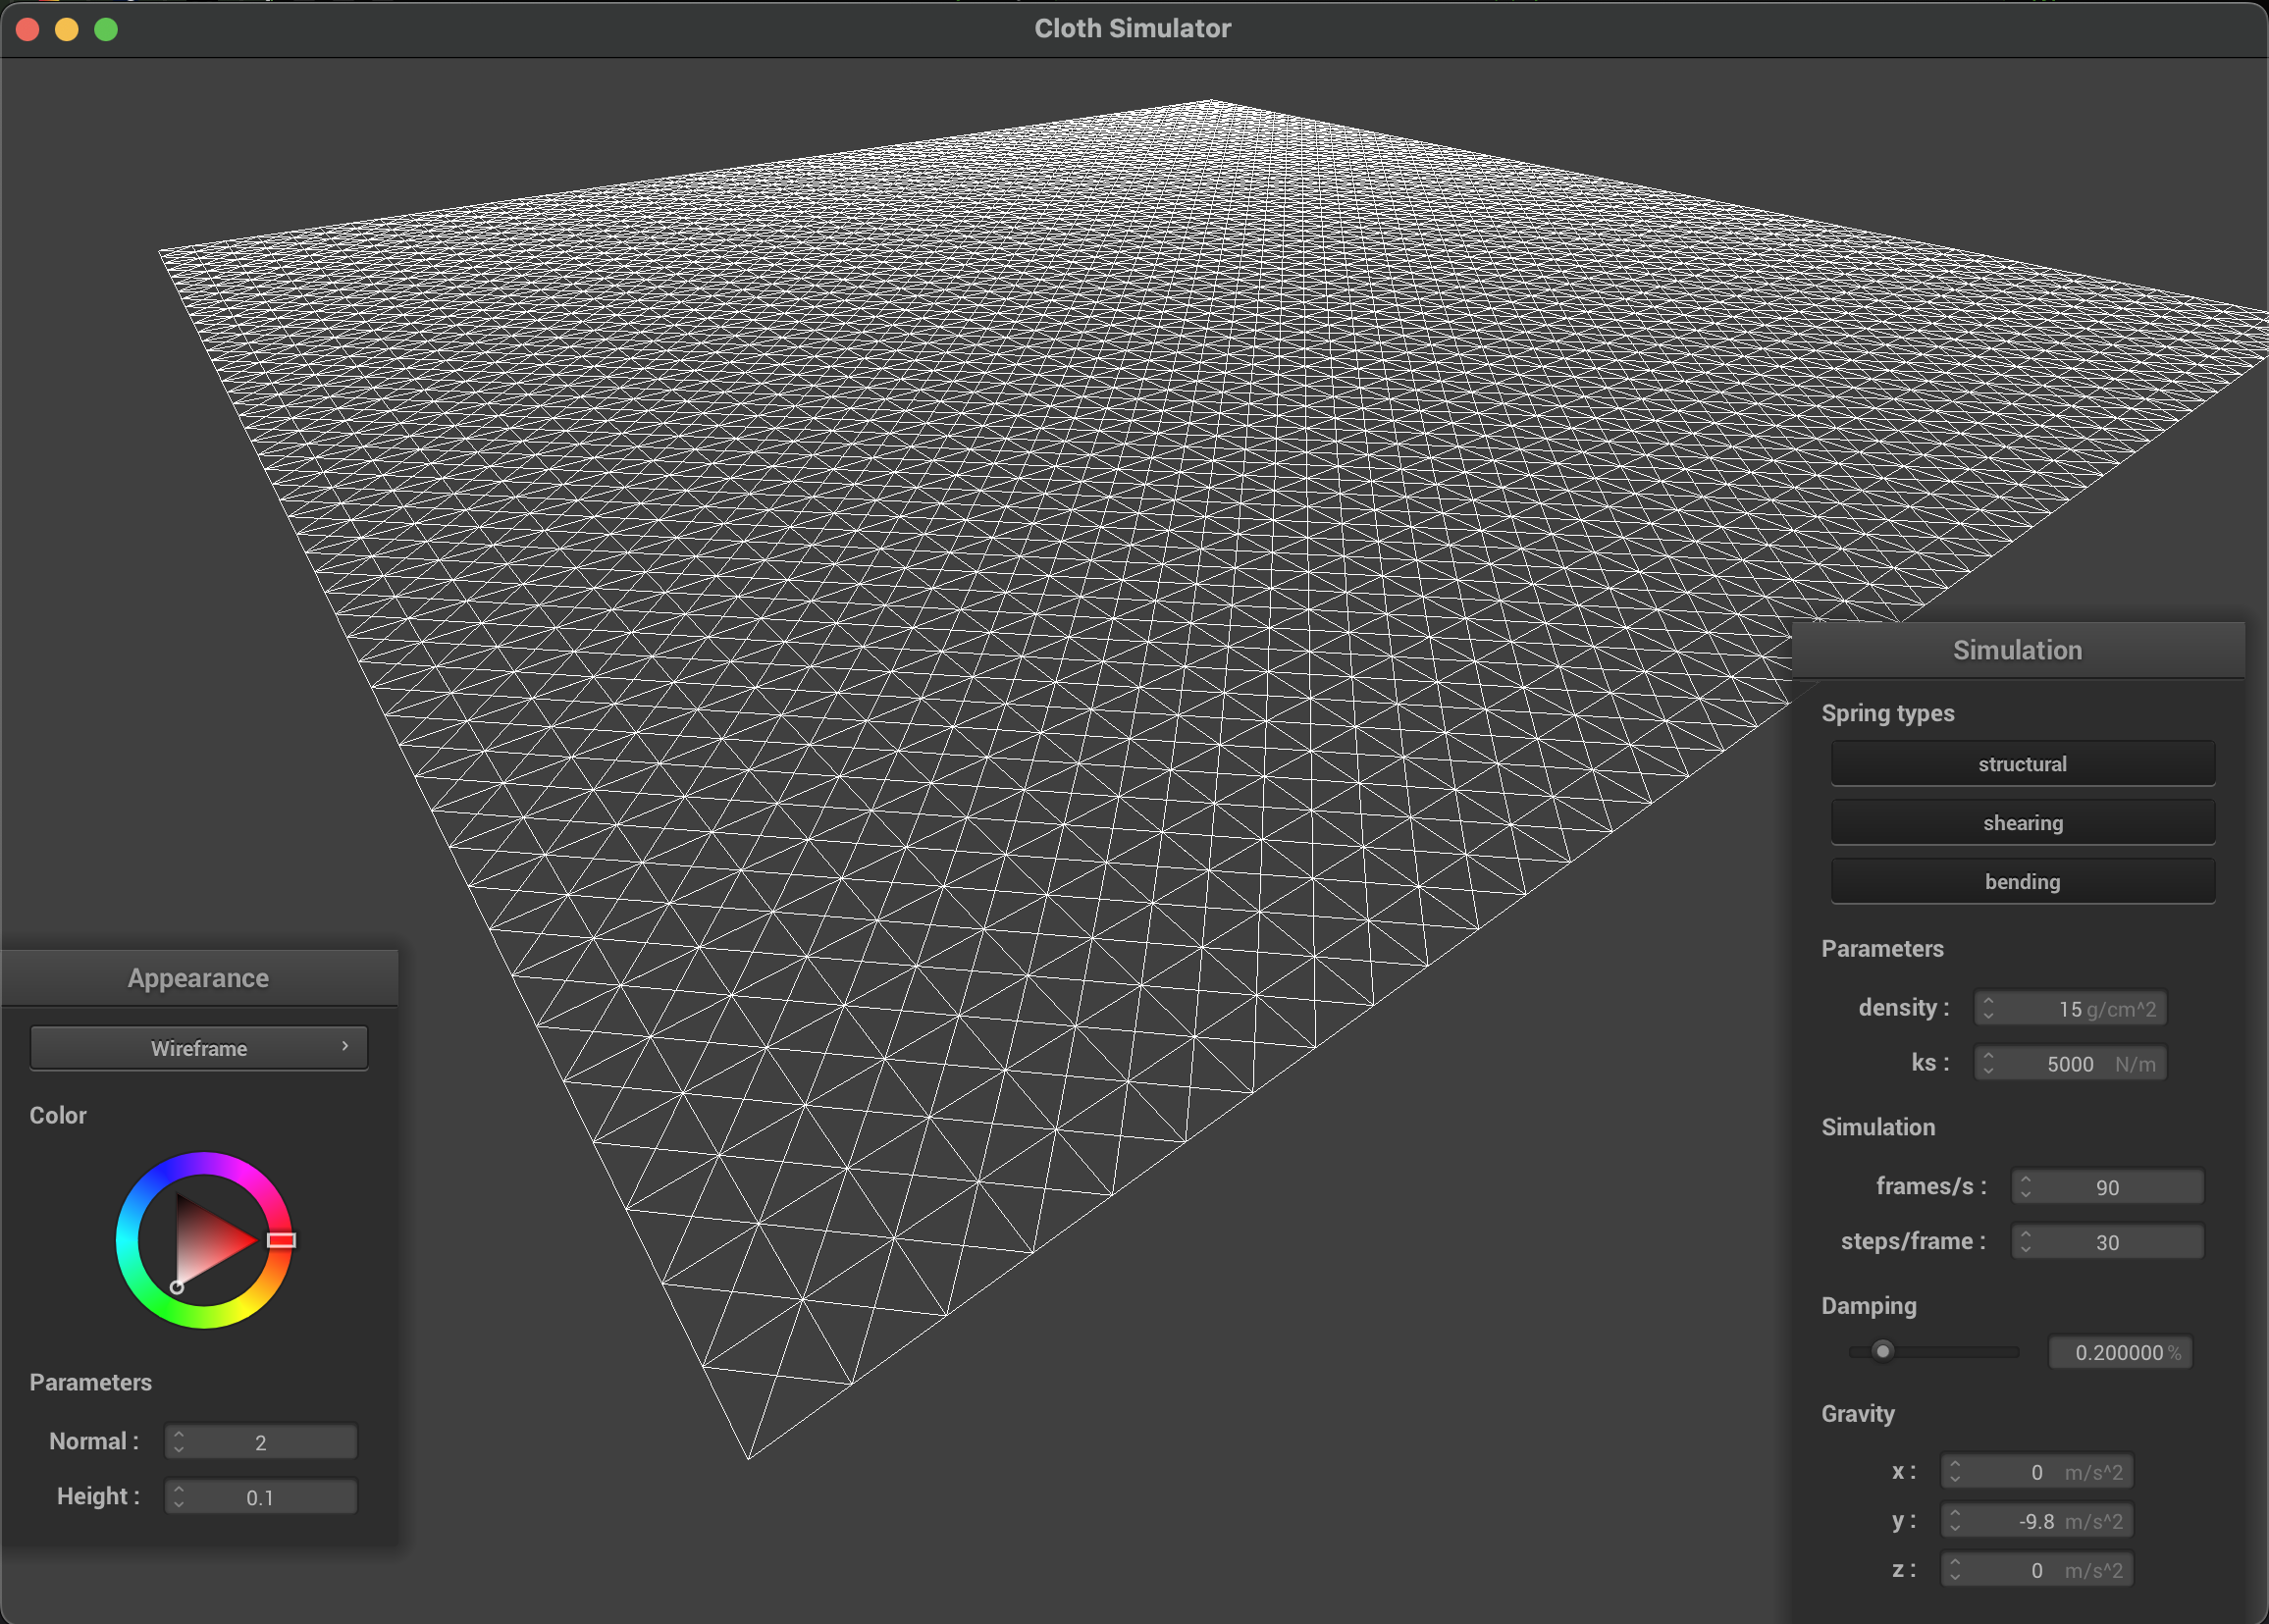 Cloth Simulator
Simulation
Spring types
structural
shearing
bending
Parameters
density : 15 g/cm^2
ks : 5000 N/m
Simulation
frames/s : 90
steps/frame : 30
Damping
0.200000 %
Gravity
x : 0 m/s^2
y : -9.8 m/s^2
z : 0 m/s^2
Appearance
Wireframe
Color
Parameters
Normal : 2
Height : 0.1